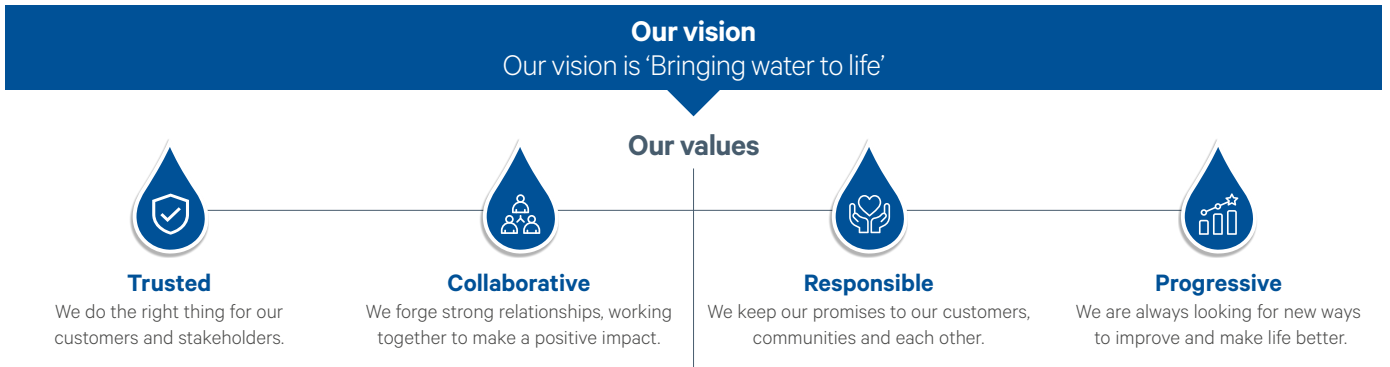 Our vision
Our vision is ‘Bringing water to life’
Our values
Trusted
We do the right thing for our
customers and stakeholders.
Collaborative
We forge strong relationships, working
together to make a positive impact.
Responsible
We keep our promises to our customers,
communities and each other.
Progressive
We are always looking for new ways
to improve and make life better.